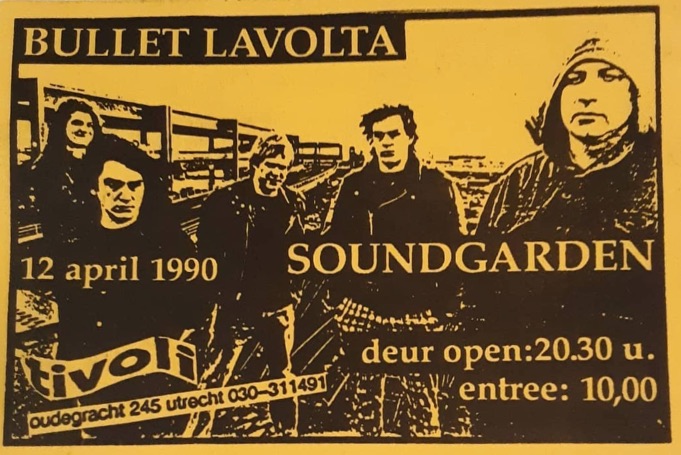 BULLET LAVOLTA
12 april 1990
SOUNDGARDEN
tivoli
oudegracht 245 utrecht 030-311491
deur open:20.30 u.
entree: 10,00